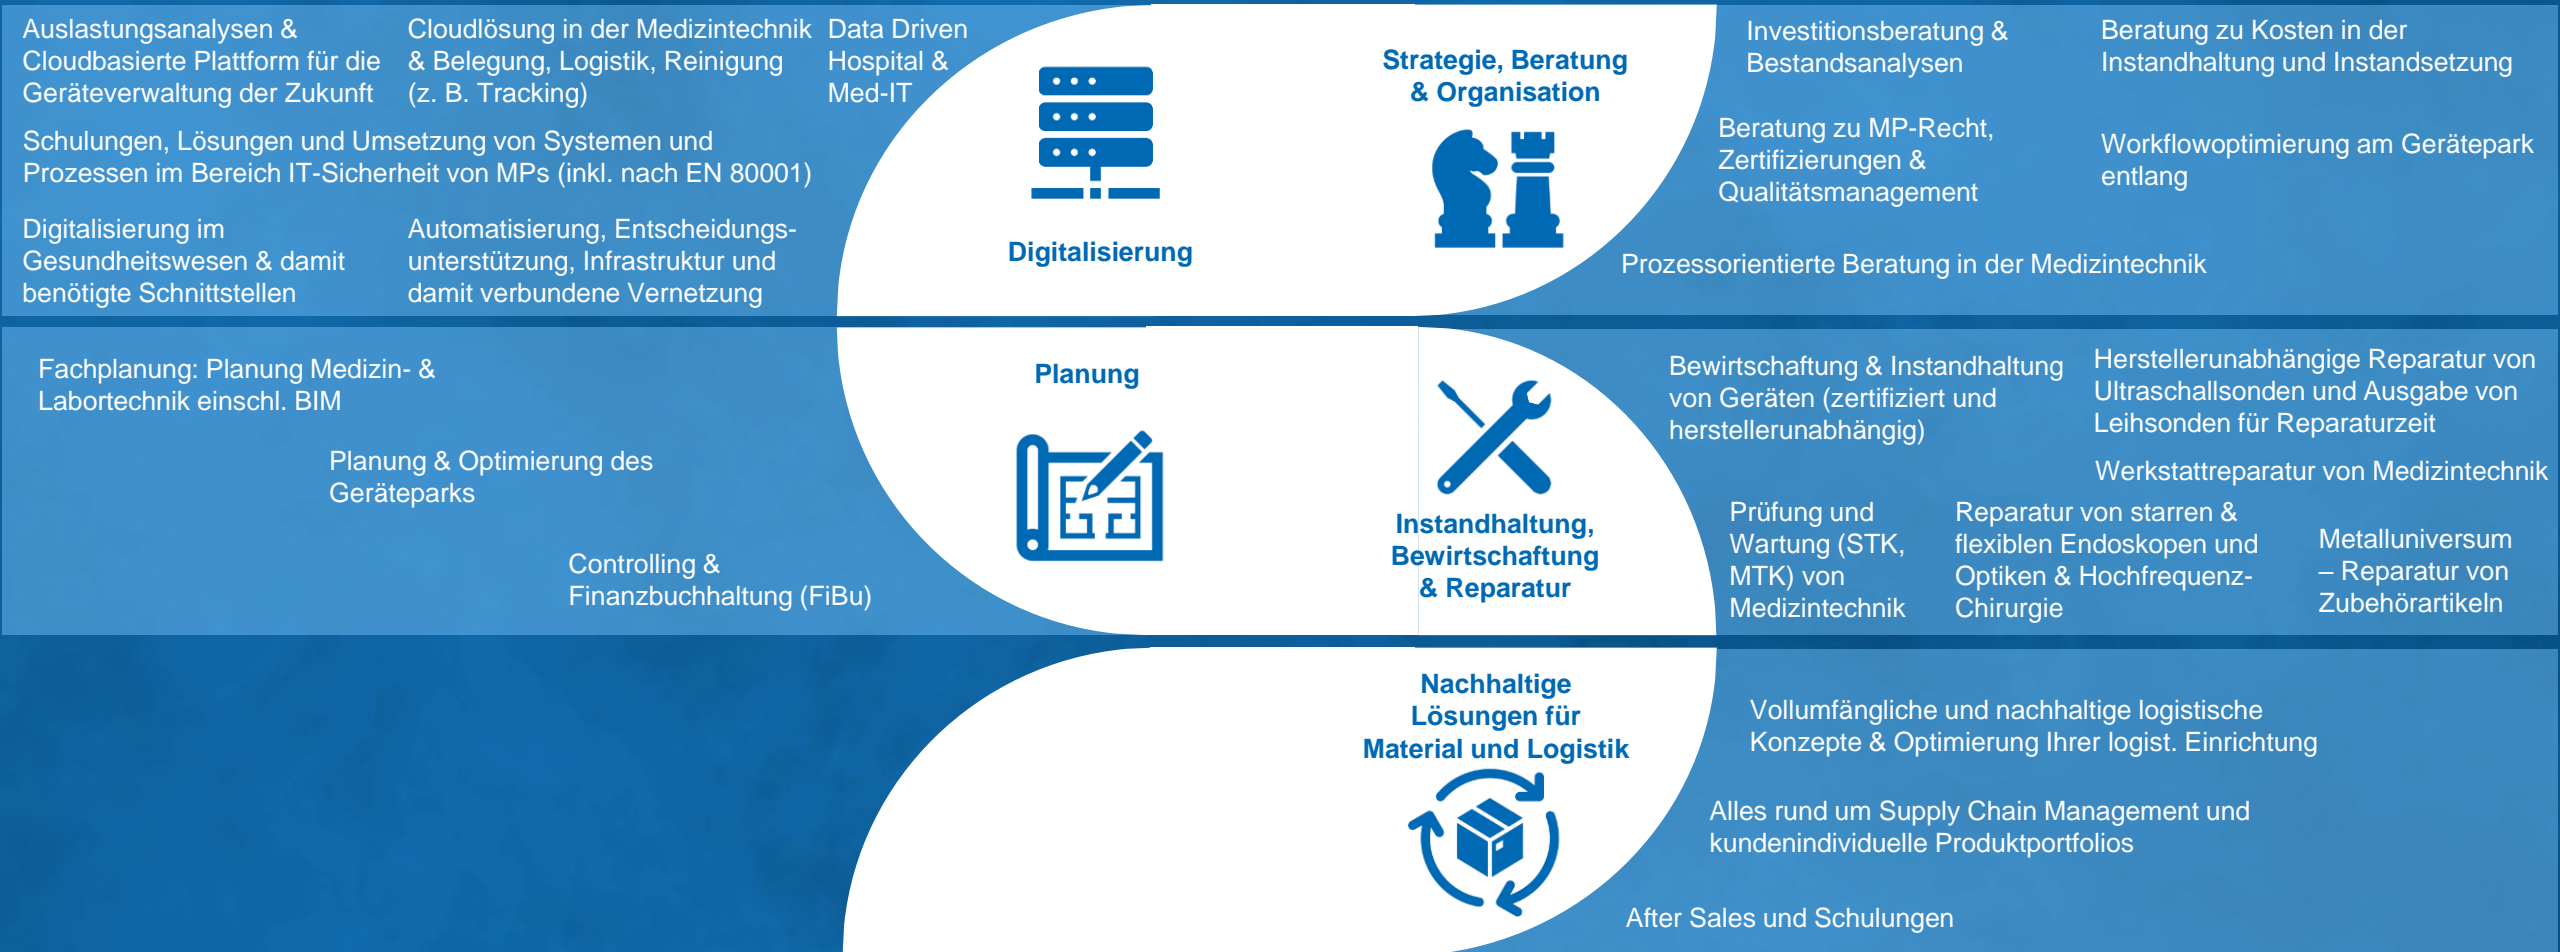 Auslastungsanalysen &
Cloudbasierte Plattform für die
Geräteverwaltung der Zukunft
Cloudlösung in der Medizintechnik
& Belegung, Logistik, Reinigung
(z. B. Tracking)
Data Driven
Hospital &
Med-IT
Schulungen, Lösungen und Umsetzung von Systemen und
Prozessen im Bereich IT-Sicherheit von MPs (inkl. nach EN 80001)
Digitalisierung im
Gesundheitswesen & damit
benötigte Schnittstellen
Automatisierung, Entscheidungs-
unterstützung, Infrastruktur und
damit verbundene Vernetzung
Digitalisierung
Strategie, Beratung
& Organisation
Investitionsberatung &
Bestandsanalysen
Beratung zu Kosten in der
Instandhaltung und Instandsetzung
Beratung zu MP-Recht,
Zertifizierungen &
Qualitätsmanagement
Workflowoptimierung am Gerätepark
entlang
Prozessorientierte Beratung in der Medizintechnik
Fachplanung: Planung Medizin- &
Labortechnik einschl. BIM
Planung & Optimierung des
Geräteparks
Controlling &
Finanzbuchhaltung (FiBu)
Planung
Instandhaltung,
Bewirtschaftung
& Reparatur
Bewirtschaftung & Instandhaltung
von Geräten (zertifiziert und
herstellerunabhängig)
Herstellerunabhängige Reparatur von
Ultraschallsonden und Ausgabe von
Leihsonden für Reparaturzeit
Werkstattreparatur von Medizintechnik
Prüfung und
Wartung (STK,
MTK) von
Medizintechnik
Reparatur von starren &
flexiblen Endoskopen und
Optiken & Hochfrequenz-
Chirurgie
Metalluniversum
– Reparatur von
Zubehörartikeln
Nachhaltige
Lösungen für
Material und Logistik
Vollumfängliche und nachhaltige logistische
Konzepte & Optimierung Ihrer logist. Einrichtung
Alles rund um Supply Chain Management und
kundenindividuelle Produktportfolios
After Sales und Schulungen